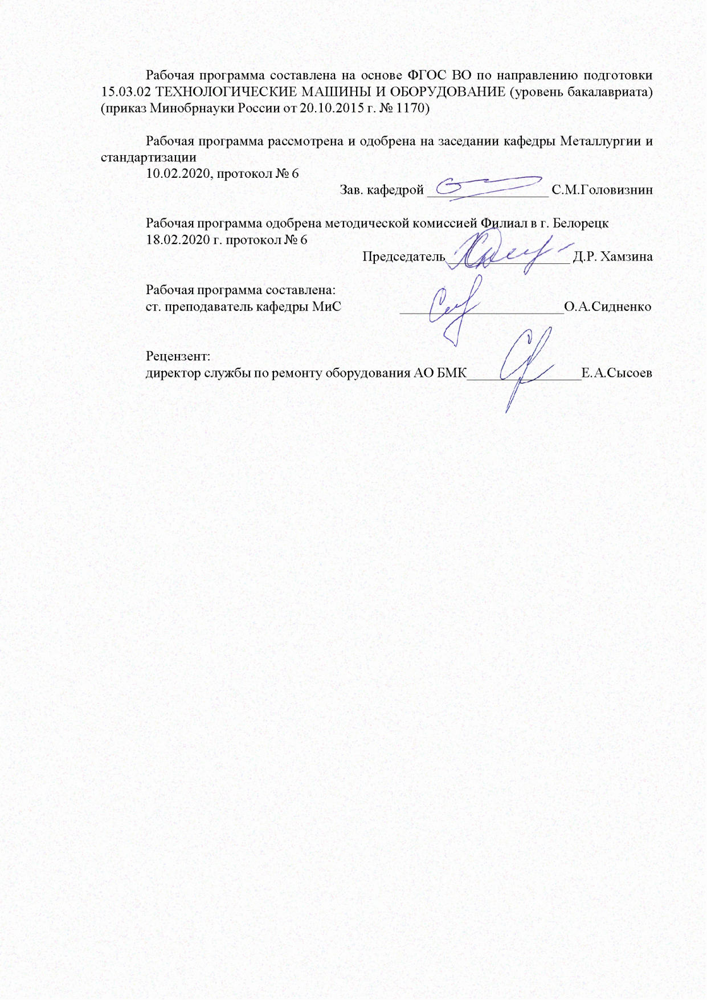 Рабочая программа составлена на основе ФГОС ВО по направлению подготовки
15.03.02 ТЕХНОЛОГИЧЕСКИЕ МАШИНЫ И ОБОРУДОВАНИЕ (уровень бакалавриата)
(приказ Минобрнауки России от 20.10.2015 г. № 1170)
Рабочая программа рассмотрена и одобрена на заседании кафедры Металлургии и
стандартизации
10.02.2020, протокол № 6
Зав. кафедрой _________________ С.М.Головизнин
Рабочая программа одобрена методической комиссией Филиал в г. Белорецк
18.02.2020 г. протокол № 6
Председатель _________________ Д.Р. Хамзина
Рабочая программа составлена:
ст. преподаватель кафедры МиС _______________________О.А.Сидненко
Рецензент:
директор службы по ремонту оборудования АО БМК________________Е.А.Сысоев